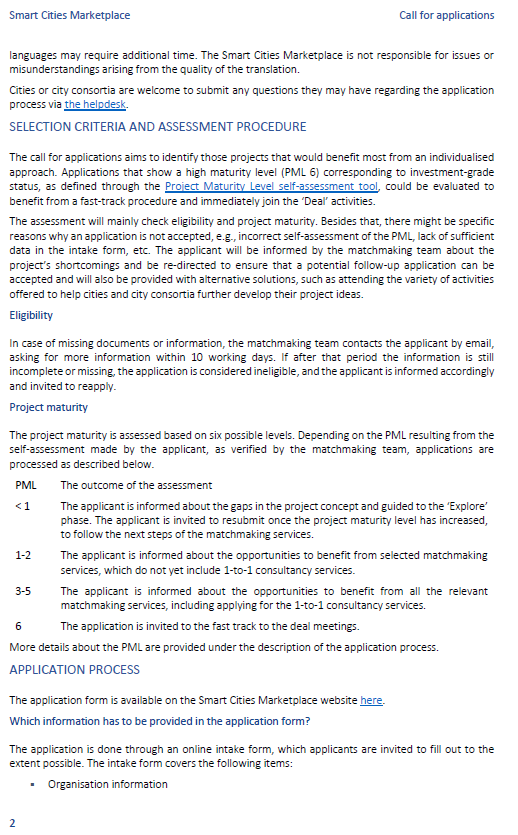 Smart Cities Marketplace Call for applications
languages may require additional time. The Smart Cities Marketplace is not responsible for issues or
misunderstandings arising from the quality of the translation.
Cities or city consortia are welcome to submit any questions they may have regarding the application
process via the helpdesk.
SELECTION CRITERIA AND ASSESSMENT PROCEDURE
The call for applications aims to identify those projects that would benefit most from an individualised
approach. Applications that show a high maturity level (PML 6) corresponding to investment-grade
status, as defined through the Project Maturity Level self-assessment tool, could be evaluated to
benefit from a fast-track procedure and immediately join the 'Deal' activities.
The assessment will mainly check eligibility and project maturity. Besides that, there might be specific
reasons why an application is not accepted, e.g., incorrect self-assessment of the PML, lack of sufficient
data in the intake form, etc. The applicant will be informed by the matchmaking team about the
project's shortcomings and be re-directed to ensure that a potential follow-up application can be
accepted and will also be provided with alternative solutions, such as attending the variety of activities
offered to help cities and city consortia further develop their project ideas.
Eligibility
In case of missing documents or information, the matchmaking team contacts the applicant by email,
asking for more information within 10 working days. If after that period the information is still
incomplete or missing, the application is considered ineligible, and the applicant is informed accordingly
and invited to reapply.
Project maturity
The project maturity is assessed based on six possible levels. Depending on the PML resulting from the
self-assessment made by the applicant, as verified by the matchmaking team, applications are
processed as described below.
PML The outcome of the assessment
< 1 The applicant is informed about the gaps in the project concept and guided to the 'Explore'
phase. The applicant is invited to resubmit once the project maturity level has increased,
to follow the next steps of the matchmaking services.
1-2 The applicant is informed about the opportunities to benefit from selected matchmaking
services, which do not yet include 1-to-1 consultancy services.
3-5 The applicant is informed about the opportunities to benefit from all the relevant
matchmaking services, including applying for the 1-to-1 consultancy services.
6 The application is invited to the fast track to the deal meetings.
More details about the PML are provided under the description of the application process.
APPLICATION PROCESS
The application form is available on the Smart Cities Marketplace website here.
Which information has to be provided in the application form?
The application is done through an online intake form, which applicants are invited to fill out to the
extent possible. The intake form covers the following items:
▪ Organisation information
2